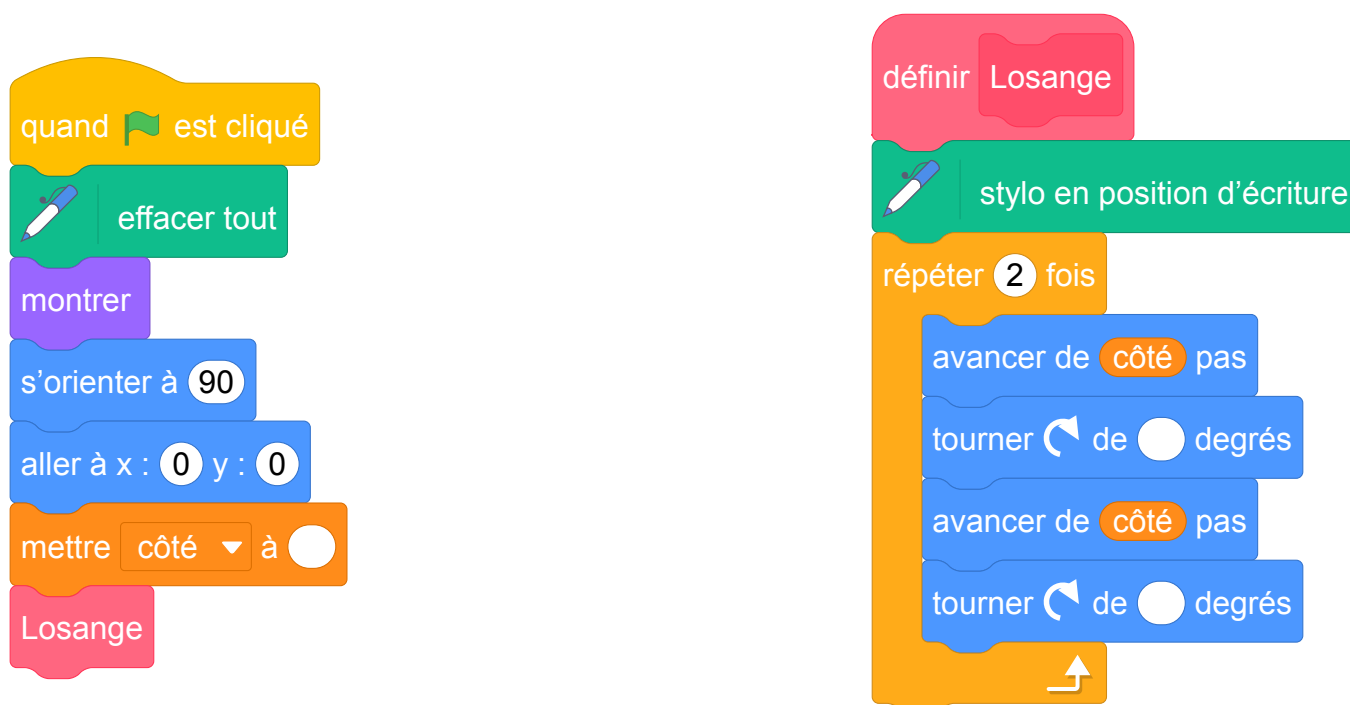 quand est cliqué
effacer tout
montrer
s’orienter à 90
aller à x : 0 y : 0
mettre côté à
Losange
définir Losange
stylo en position d’écriture
répéter 2 fois
avancer de côté pas
tourner de degrés
avancer de côté pas
tourner de degrés